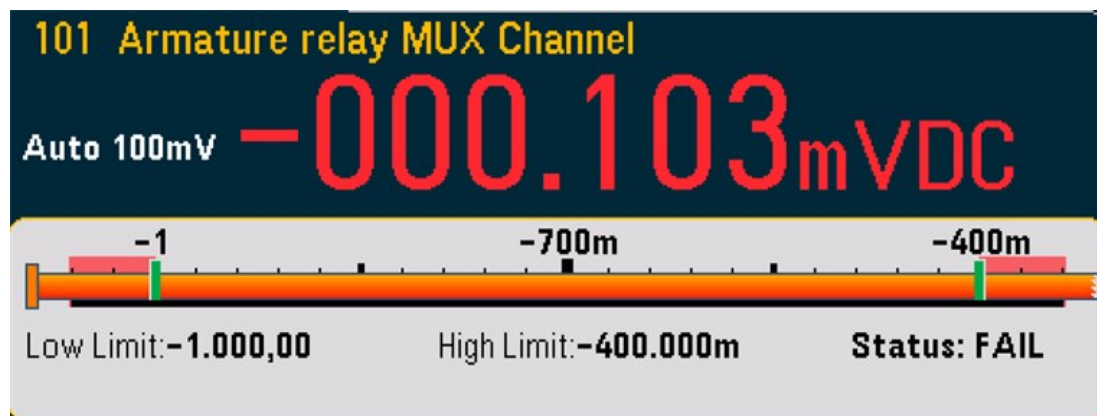 101 Armature relay MUX Channel
Auto 100mV -000.103mVDC
-1 -700m -400m
Low Limit:-1.000,00 High Limit:-400.000m Status: FAIL